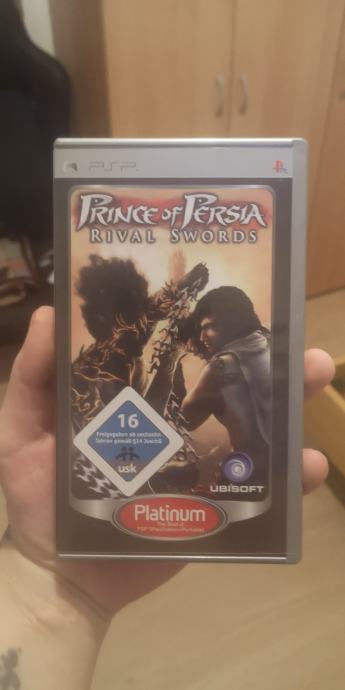 PSP
PRINCE OF PERSIA
RIVAL SWORDS
16
Freigegeben ab sechzehn
Jahren gemäß §14 JuSchG
usk
UBISOFT
Platinum
The Best of
PSP (PlayStation®Portable)